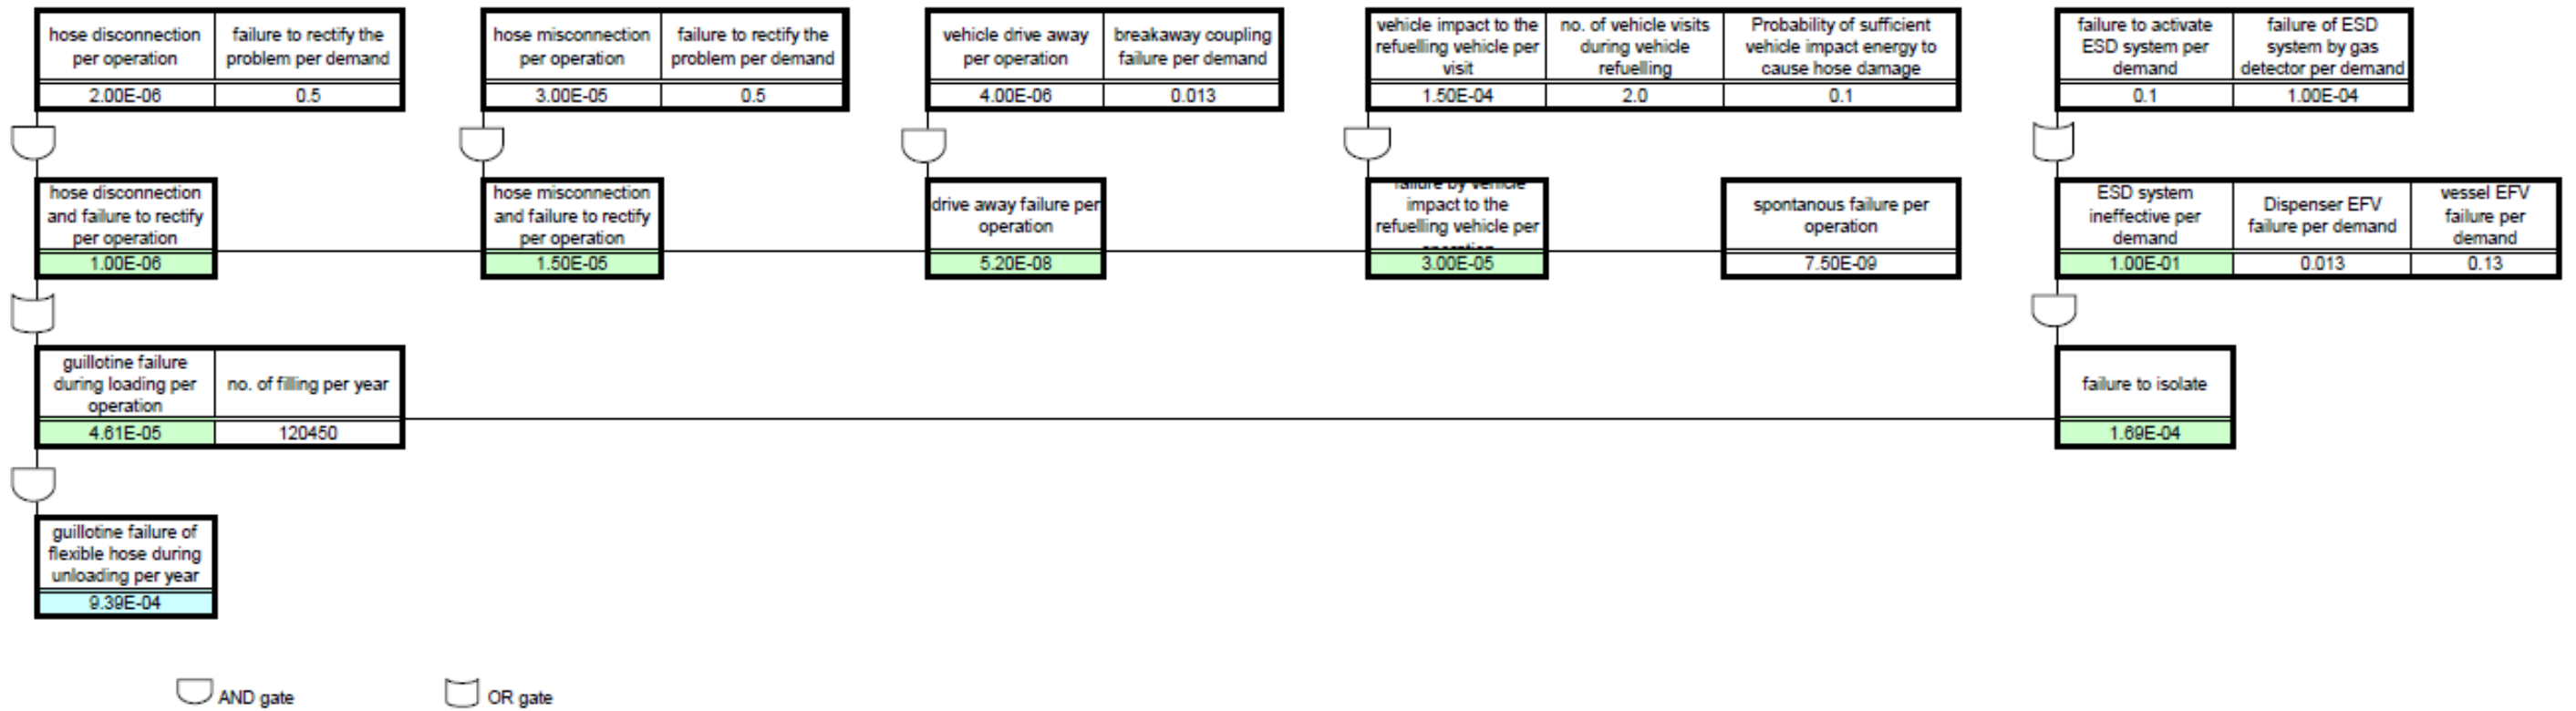 hose disconnection
per operation
failure to rectify the
problem per demand
2.00E-06
0.5
hose misconnection
per operation
failure to rectify the
problem per demand
3.00E-05
0.5
vehicle drive away
per operation
breakaway coupling
failure per demand
4.00E-06
0.013
vehicle impact to the
refuelling vehicle per
visit
no. of vehicle visits
during vehicle
refuelling
Probability of sufficient
vehicle impact energy to
cause hose damage
1.50E-04
2.0
0.1
failure to activate
ESD system per
demand
failure of ESD
system by gas
detector per demand
0.1
1.00E-04
hose disconnection
and failure to rectify
per operation
1.00E-06
hose misconnection
and failure to rectify
per operation
1.50E-05
drive away failure per
operation
5.20E-08
failure by vehicle
impact to the
refuelling vehicle per
operation
3.00E-05
spontanous failure per
operation
7.50E-09
ESD system
ineffective per
demand
Dispenser EFV
failure per demand
vessel EFV
failure per
demand
1.00E-01
0.013
0.13
guillotine failure
during loading per
operation
no. of filling per year
4.61E-05
120450
failure to isolate
1.69E-04
guillotine failure of
flexible hose during
unloading per year
9.39E-04
AND gate
OR gate